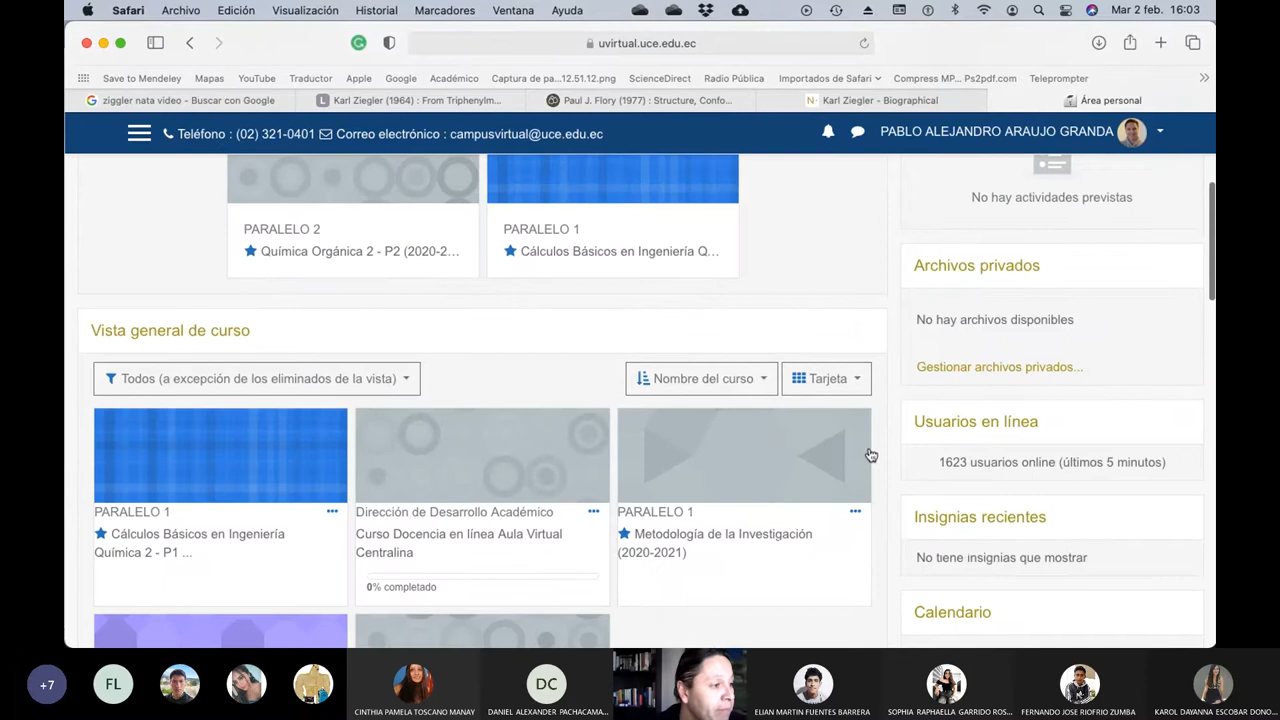 Safari Archivo Edición Visualización Historial Marcadores Ventana Ayuda Mar 2 feb. 16:03
uvirtual.uce.edu.ec
Save to Mendeley Mapas YouTube Traductor Apple Google Académico Captura de pa...12.51.12.png ScienceDirect Radio Pública Importados de Safari Compress MP... Ps2pdf.com Teleprompter
ziggler nata video - Buscar con Google Karl Ziegler (1964) : From Triphenylm... Paul J. Flory (1977) : Structure, Confo... Karl Ziegler - Biographical Área personal
Teléfono : (02) 321-0401 Correo electrónico : campusvirtual@uce.edu.ec PABLO ALEJANDRO ARAUJO GRANDA
No hay actividades previstas
PARALELO 2
Química Orgánica 2 - P2 (2020-2...
PARALELO 1
Cálculos Básicos en Ingeniería Q...
Archivos privados
No hay archivos disponibles
Gestionar archivos privados...
Vista general de curso
Todos (a excepción de los eliminados de la vista) Nombre del curso Tarjeta
PARALELO 1
Cálculos Básicos en Ingeniería
Química 2 - P1 ...
Dirección de Desarrollo Académico
Curso Docencia en línea Aula Virtual
Centralina
0% completado
PARALELO 1
Metodología de la Investigación
(2020-2021)
Usuarios en línea
1623 usuarios online (últimos 5 minutos)
Insignias recientes
No tiene insignias que mostrar
Calendario
+7 FL DC
CINTHIA PAMELA TOSCANO MANAY DANIEL ALEXANDER PACHACAMA... ELIAN MARTIN FUENTES BARRERA SOPHIA RAPHAELLA GARRIDO ROS... FERNANDO JOSE RIOFRIO ZUMBA KAROL DAYANNA ESCOBAR DONO...